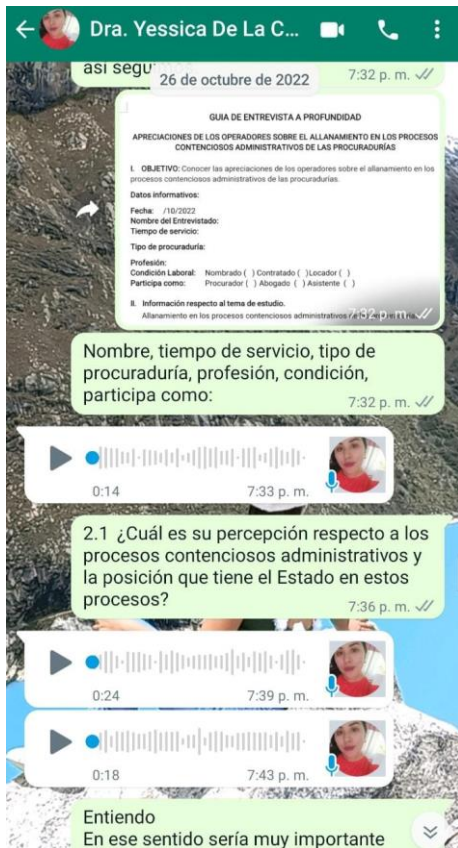 Dra. Yessica De La C...
así segui
26 de octubre de 2022
7:32 p. m.
GUIA DE ENTREVISTA A PROFUNDIDAD
APRECIACIONES DE LOS OPERADORES SOBRE EL ALLANAMIENTO EN LOS PROCESOS
CONTENCIOSOS ADMINISTRATIVOS DE LAS PROCURADURÍAS
I. OBJETIVO: Conocer las apreciaciones de los operadores sobre el allanamiento en los
procesos contenciosos administrativos de las procuradurías.
Datos informativos:
Fecha: /10/2022
Nombre del Entrevistado:
Tiempo de servicio:
Tipo de procuraduría:
Profesión:
Condición Laboral: Nombrado ( ) Contratado ( )Locador ( )
Participa como: Procurador ( ) Abogado ( ) Asistente ( )
II. Información respecto al tema de estudio.
Allanamiento en los procesos contenciosos administrativos
7:32 p. m.
Nombre, tiempo de servicio, tipo de
procuraduría, profesión, condición,
participa como:
7:32 p. m.
0:14
7:33 p. m.
2.1 ¿Cuál es su percepción respecto a los
procesos contenciosos administrativos y
la posición que tiene el Estado en estos
procesos?
7:36 p. m.
0:24
7:39 p. m.
0:18
7:43 p. m.
Entiendo
En ese sentido sería muy importante